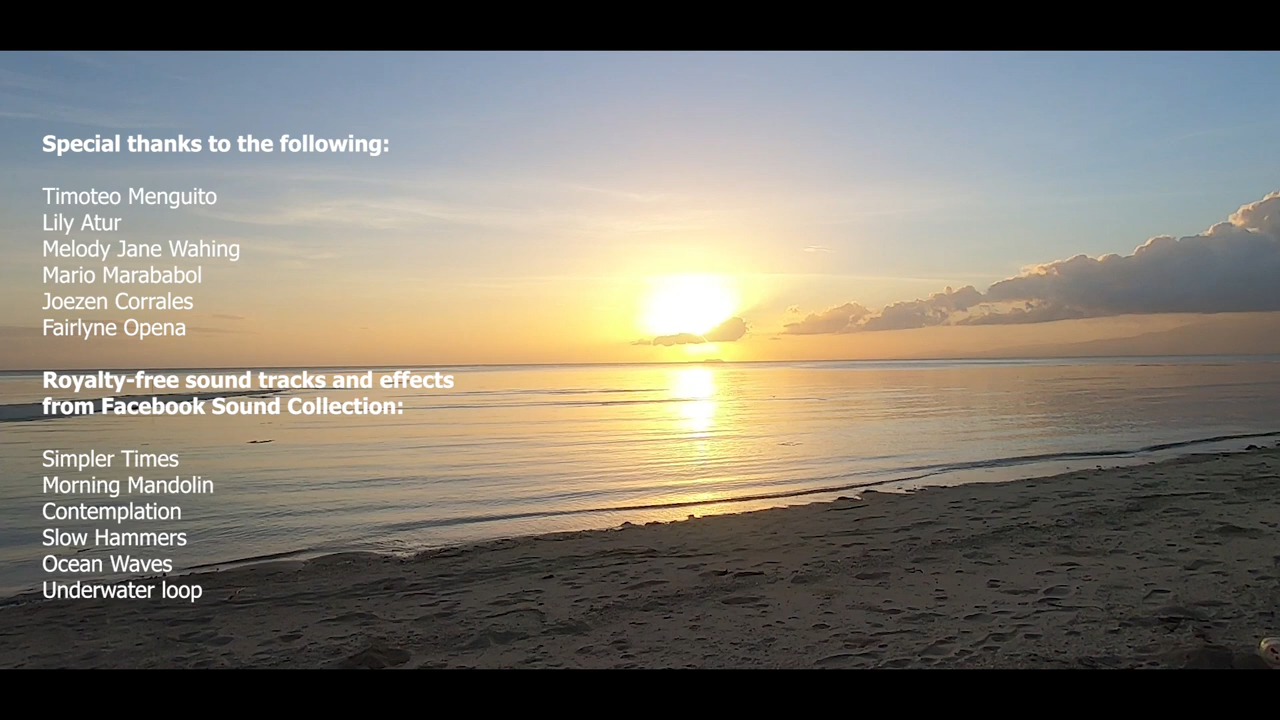 Special thanks to the following:
Timoteo Menguito
Lily Atur
Melody Jane Wahing
Mario Marababol
Joezen Corrales
Fairlyne Opena
Royalty-free sound tracks and effects
from Facebook Sound Collection:
Simpler Times
Morning Mandolin
Contemplation
Slow Hammers
Ocean Waves
Underwater loop